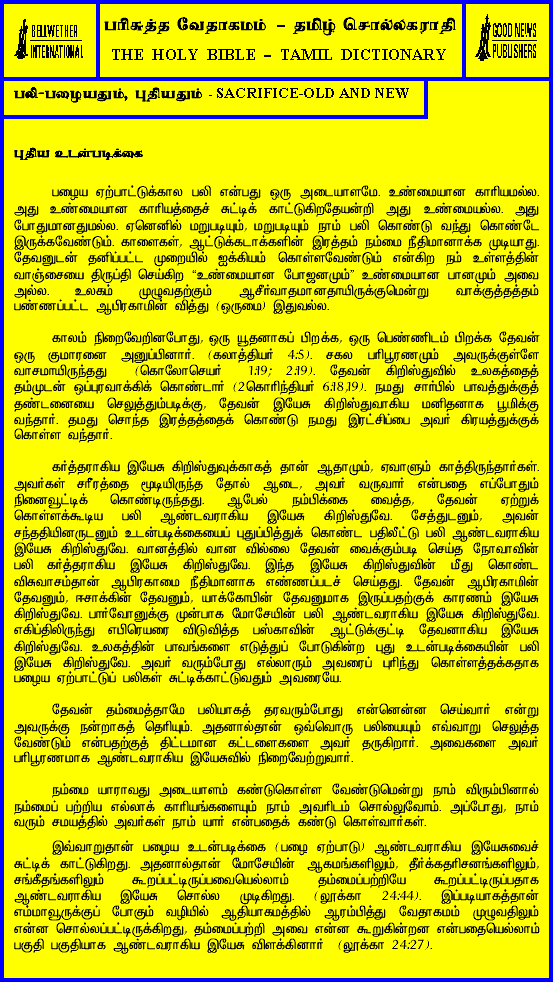 BELLWETHER
INTERNATIONAL
பரிசுத்த வேதாகமம் – தமிழ் சொல்லகராதி
THE HOLY BIBLE – TAMIL DICTIONARY
GOOD NEWS
PUBLISHERS
பலி-பழையதும், புதியதும் - SACRIFICE-OLD AND NEW
புதிய உடன்படிக்கை
பழைய ஏற்பாட்டுக்கால பலி என்பது ஒரு அடையாளமே. உண்மையான காரியமல்ல.
அது உண்மையான காரியத்தைச் சுட்டிக் காட்டுகிறதேயன்றி அது உண்மையல்ல. அது
போதுமானதுமல்ல. ஏனெனில் மறுபடியும், மறுபடியும் நாம் பலி கொண்டு வந்து கொண்டே
இருக்கவேண்டும். காளைகள், ஆட்டுக்கடாக்களின் இரத்தம் நம்மை நீதிமானாக்க முடியாது.
தேவனுடன் தனிப்பட்ட முறையில் ஐக்கியம் கொள்ளவேண்டும் என்கிற நம் உள்ளத்தின்
வாஞ்சையை திருப்தி செய்கிற “உண்மையான போஜனமும்” உண்மையான பானமும் அவை
அல்ல. உலகம் முழுவதற்கும் ஆசீர்வாதமானதாயிருக்குமென்று வாக்குத்தத்தம்
பண்ணப்பட்ட ஆபிரகாமின் வித்து (ஒருமை) இதுவல்ல.
காலம் நிறைவேறினபோது, ஒரு யூதனாகப் பிறக்க, ஒரு பெண்ணிடம் பிறக்க தேவன்
ஒரு குமாரனை அனுப்பினார். (கலாத்தியர் 4:5). சகல பரிபூரணமும் அவருக்குள்ளே
வாசமாயிருந்தது (கொலோசெயர் 1:19; 2:19). தேவன் கிறிஸ்துவில் உலகத்தைத்
தம்முடன் ஒப்புரவாக்கிக் கொண்டார் (2கொரிந்தியர் 6:18,19). நமது சார்பில் பாவத்துக்குத்
தண்டனையை செலுத்தும்படிக்கு, தேவன் இயேசு கிறிஸ்துவாகிய மனிதனாக பூமிக்கு
வந்தார். தமது சொந்த இரத்தத்தைக் கொண்டு நமது இரட்சிப்பை அவர் கிரயத்துக்குக்
கொள்ள வந்தார்.
கர்த்தராகிய இயேசு கிறிஸ்துவுக்காகத் தான் ஆதாமும், ஏவாளும் காத்திருந்தார்கள்.
அவர்கள் சரீரத்தை மூடியிருந்த தோல் ஆடை, அவர் வருவார் என்பதை எப்போதும்
நினைவூட்டிக் கொண்டிருந்தது. ஆபேல் நம்பிக்கை வைத்த, தேவன் ஏற்றுக்
கொள்ளக்கூடிய பலி ஆண்டவராகிய இயேசு கிறிஸ்துவே. சேத்துடனும், அவன்
சந்ததியினருடனும் உடன்படிக்கையைப் புதுப்பித்துக் கொண்ட பதிலீட்டு பலி ஆண்டவராகிய
இயேசு கிறிஸ்துவே. வானத்தில் வான வில்லை தேவன் வைக்கும்படி செய்த நோவாவின்
பலி கர்த்தராகிய இயேசு கிறிஸ்துவே. இந்த இயேசு கிறிஸ்துவின் மீது கொண்ட
விசுவாசம்தான் ஆபிரகாமை நீதிமானாக எண்ணப்படச் செய்தது. தேவன் ஆபிரகாமின்
தேவனும், ஈசாக்கின் தேவனும், யாக்கோபின் தேவனுமாக இருப்பதற்குக் காரணம் இயேசு
கிறிஸ்துவே. பார்வோனுக்கு முன்பாக மோசேயின் பலி ஆண்டவராகிய இயேசு கிறிஸ்துவே.
எகிப்திலிருந்து எபிரெயரை விடுவித்த பஸ்காவின் ஆட்டுக்குட்டி தேவனாகிய இயேசு
கிறிஸ்துவே. உலகத்தின் பாவங்களை எடுத்துப் போடுகின்ற புது உடன்படிக்கையின் பலி
இயேசு கிறிஸ்துவே. அவர் வரும்போது எல்லாரும் அவரைப் புரிந்து கொள்ளத்தக்கதாக
பழைய ஏற்பாட்டுப் பலிகள் சுட்டிக்காட்டுவதும் அவரையே.
தேவன் தம்மைத்தாமே பலியாகத் தரவரும்போது என்னென்ன செய்வார் என்று
அவருக்கு நன்றாகத் தெரியும். அதனால்தான் ஒவ்வொரு பலியையும் எவ்வாறு செலுத்த
வேண்டும் என்பதற்குத் திட்டமான கட்டளைகளை அவர் தருகிறார். அவைகளை அவர்
பரிபூரணமாக ஆண்டவராகிய இயேசுவில் நிறைவேற்றுவார்.
நம்மை யாராவது அடையாளம் கண்டுகொள்ள வேண்டுமென்று நாம் விரும்பினால்
நம்மைப் பற்றிய எல்லாக் காரியங்களையும் நாம் அவரிடம் சொல்லுவோம். அப்போது, நாம்
வரும் சமயத்தில் அவர்கள் நாம் யார் என்பதைக் கண்டு கொள்வார்கள்.
இவ்வாறுதான் பழைய உடன்படிக்கை (பழை ஏற்பாடு) ஆண்டவராகிய இயேசுவைச்
சுட்டிக் காட்டுகிறது. அதனால்தான் மோசேயின் ஆகமங்களிலும், தீர்க்கதரிசனங்களிலும்,
சங்கீதங்களிலும் கூறப்பட்டிருப்பவையெல்லாம் தம்மைப்பற்றியே கூறப்பட்டிருப்பதாக
ஆண்டவராகிய இயேசு சொல்ல முடிகிறது. (லூக்கா 24:44). இப்படியாகத்தான்
எம்மாவூருக்குப் போகும் வழியில் ஆதியாகமத்தில் ஆரம்பித்து வேதாகமம் முழுவதிலும்
என்ன சொல்லப்பட்டிருக்கிறது, தம்மைப்பற்றி அவை என்ன கூறுகின்றன என்பதையெல்லாம்
பகுதி பகுதியாக ஆண்டவராகிய இயேசு விளக்கினார் (லூக்கா 24:27).